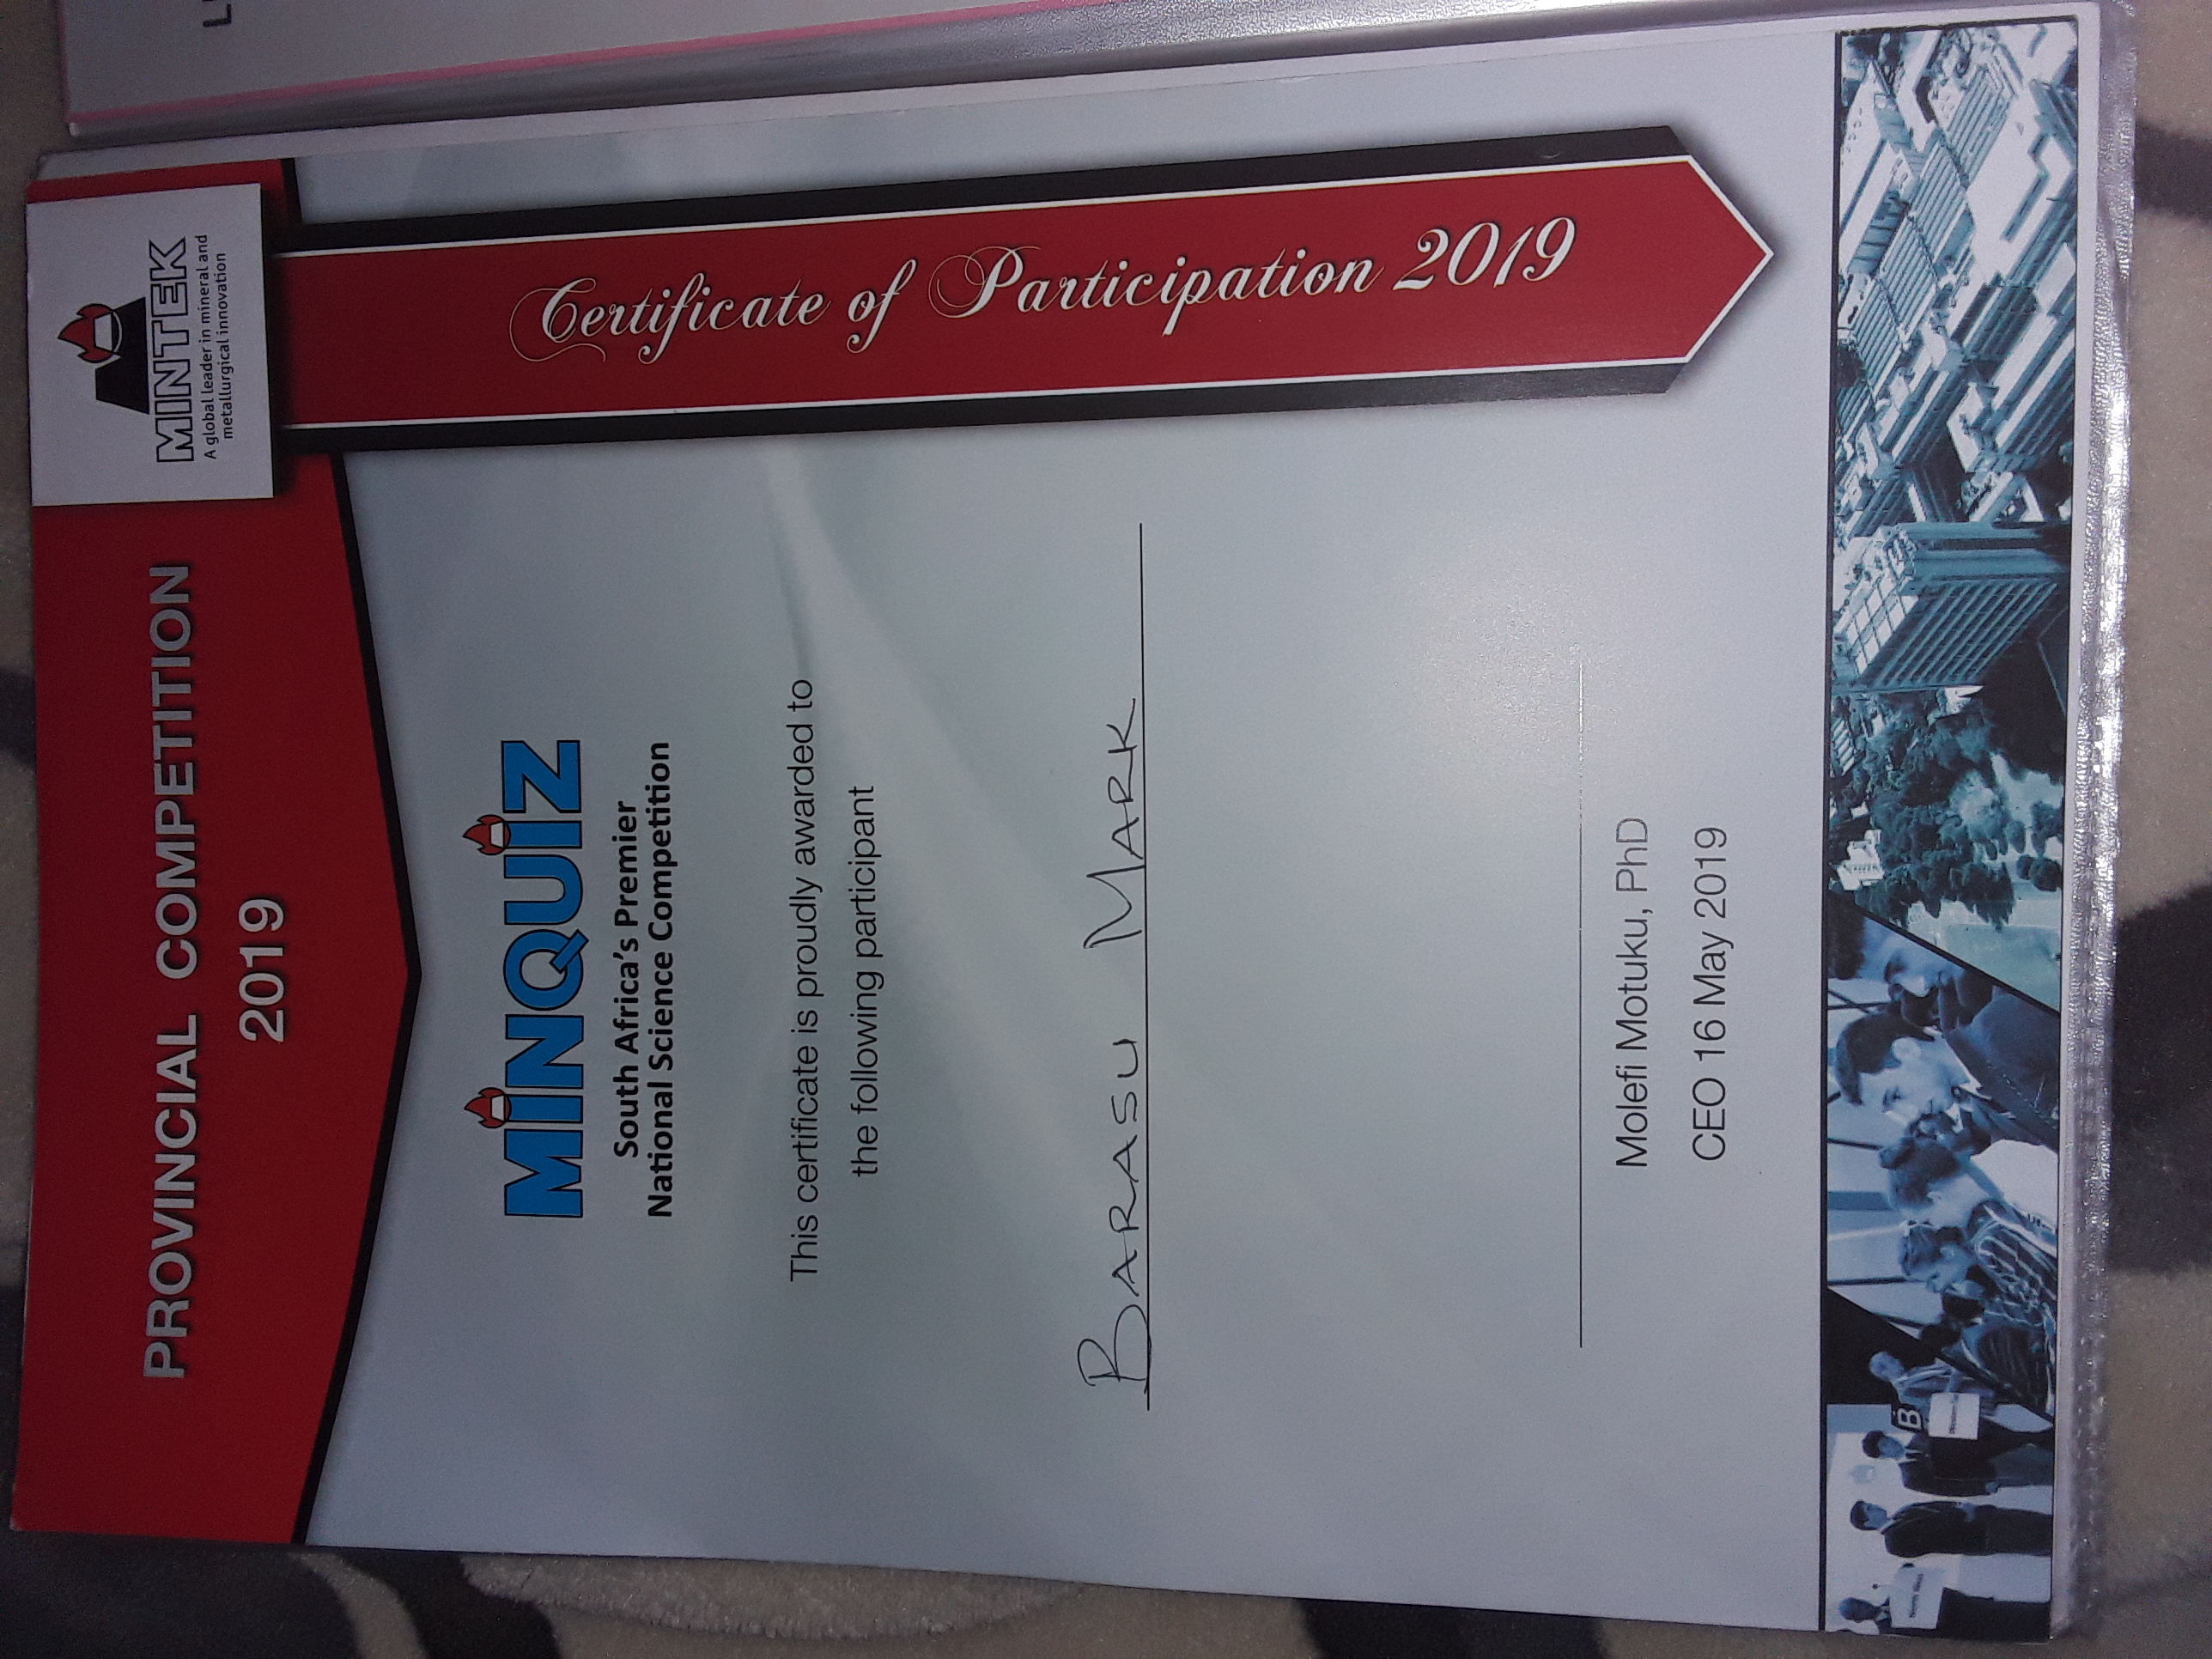 PROVINCIAL COMPETITION
2019
MINTEK
A global leader in mineral and
metallurgical innovation
MINQUIZ
South Africa's Premier
National Science Competition
This certificate is proudly awarded to
the following participant
BARASU MARK
Molefi Motuku, PhD
CEO 16 May 2019
Certificate of Participation 2019
North West
B